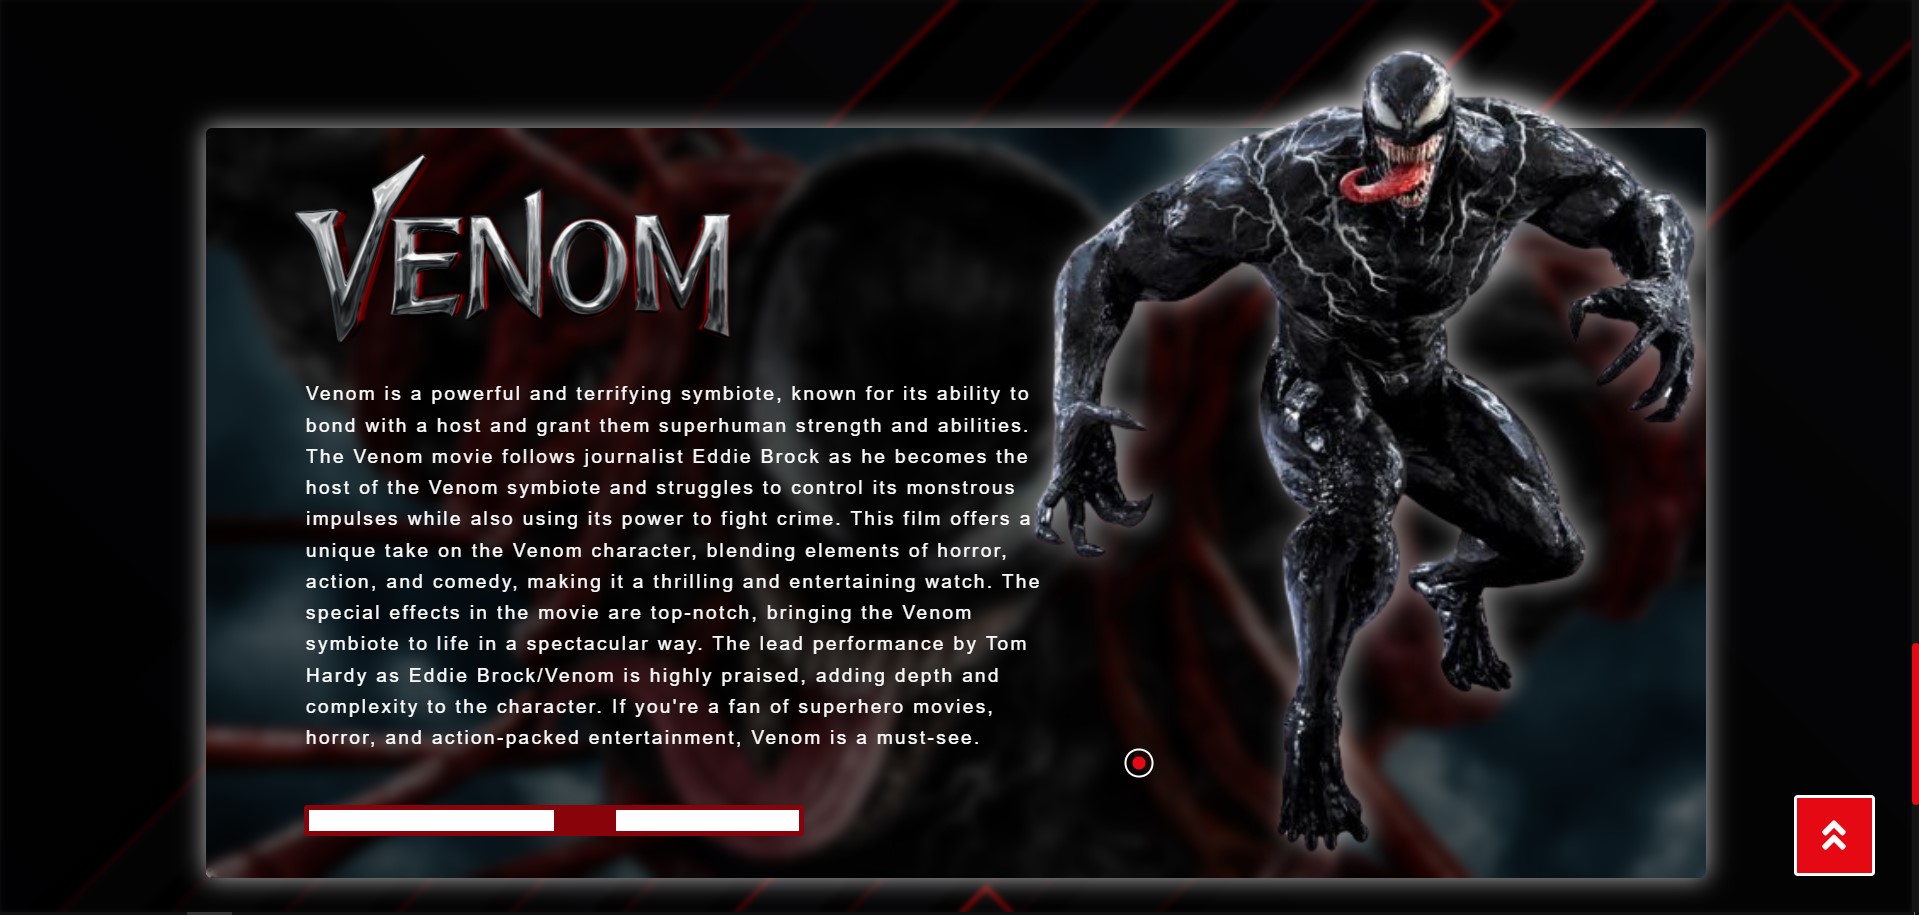 VENOM
Venom is a powerful and terrifying symbiote, known for its ability to
bond with a host and grant them superhuman strength and abilities.
The Venom movie follows journalist Eddie Brock as he becomes the
host of the Venom symbiote and struggles to control its monstrous
impulses while also using its power to fight crime. This film offers a
unique take on the Venom character, blending elements of horror,
action, and comedy, making it a thrilling and entertaining watch. The
special effects in the movie are top-notch, bringing the Venom
symbiote to life in a spectacular way. The lead performance by Tom
Hardy as Eddie Brock/Venom is highly praised, adding depth and
complexity to the character. If you're a fan of superhero movies,
horror, and action-packed entertainment, Venom is a must-see.